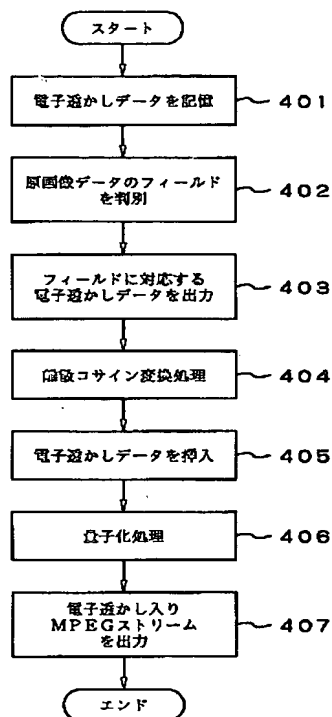 スタート
電子透かしデータを記憶
401
原画像データのフィールド
を判別
402
フィールドに対応する
電子透かしデータを出力
403
離散コサイン変換処理
404
電子透かしデータを挿入
405
量子化処理
406
電子透かし入り
MPEGストリーム
を出力
407
エンド